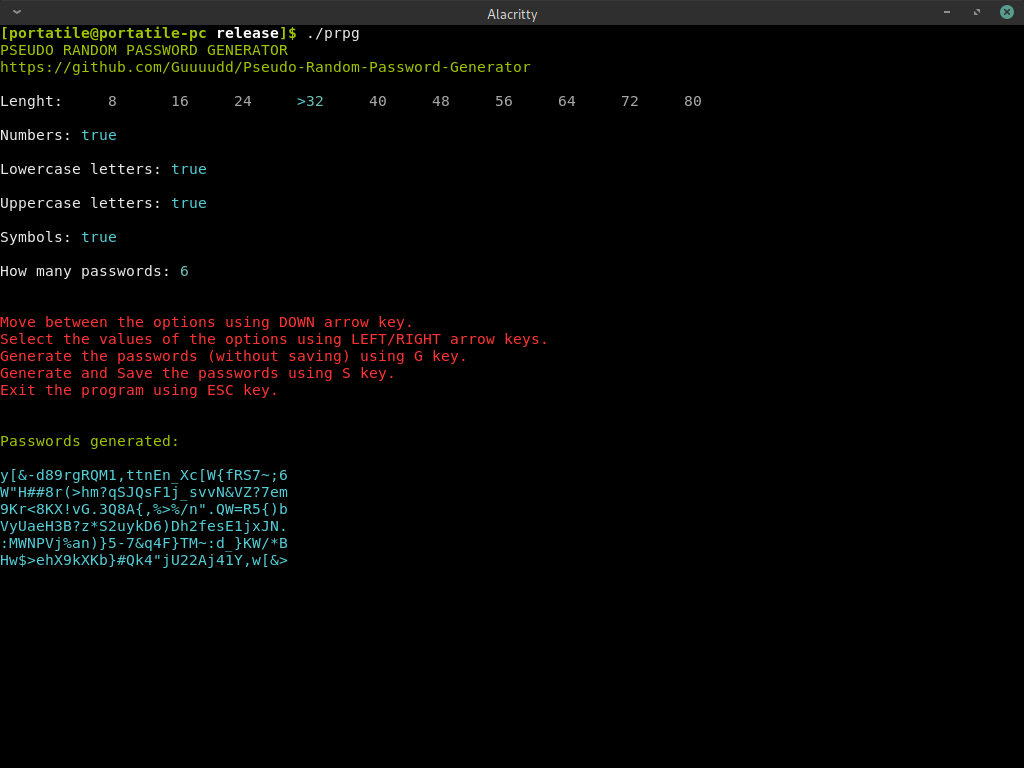 Alacritty
[portatile@portatile-pc release]$ ./prpg
PSEUDO RANDOM PASSWORD GENERATOR
https://github.com/Guuuudd/Pseudo-Random-Password-Generator
Lenght: 8 16 24 >32 40 48 56 64 72 80
Numbers: true
Lowercase letters: true
Uppercase letters: true
Symbols: true
How many passwords: 6
Move between the options using DOWN arrow key.
Select the values of the options using LEFT/RIGHT arrow keys.
Generate the passwords (without saving) using G key.
Generate and Save the passwords using S key.
Exit the program using ESC key.
Passwords generated:
y[&-d89rgRQM1,ttnEn_Xc[W{fRS7~;6
W"H##8r(>hm?qSJQsF1j_svvN&VZ?7em
9Kr<8KX!vG.3Q8A{,%>%/n".QW=R5{)b
VyUaeH3B?z*S2uykD6)Dh2fesE1jxJN.
:MWNPVj%an)}5-7&q4F}TM~:d_}KW/*B
Hw$>ehX9kXKb}#Qk4"jU22Aj41Y,w[&>